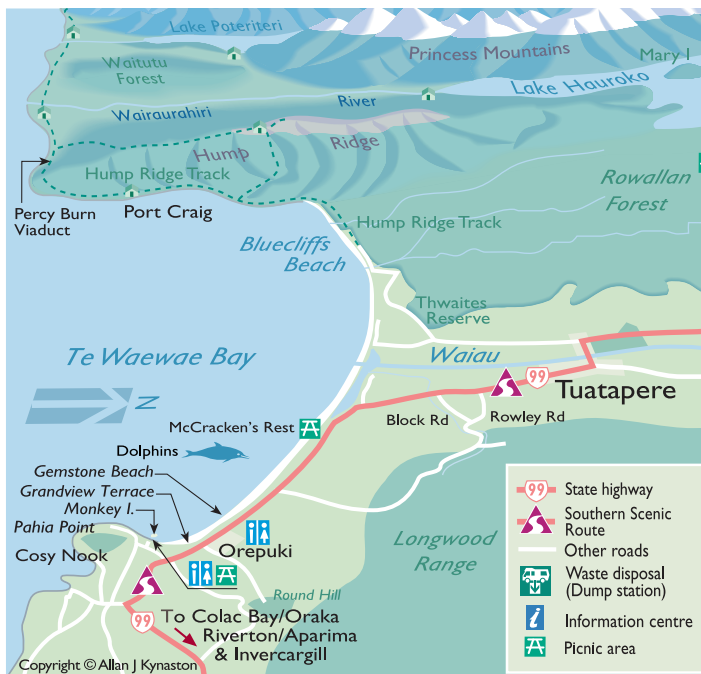 Lake Poteriteri
Waitutu
Forest
Princess Mountains
Mary I
Lake Hauroko
Wairaurahiri
River
Hump
Ridge
Hump Ridge Track
Percy Burn
Viaduct
Port Craig
Rowallan
Forest
Hump Ridge Track
Bluecliffs
Beach
Thwaites
Reserve
Te Waewae Bay
Waiau
99
Tuatapere
N
McCracken's Rest
Block Rd
Rowley Rd
Dolphins
Gemstone Beach
Grandview Terrace
Monkey I.
Pahia Point
Cosy Nook
Orepuki
Longwood
Range
Round Hill
99
To Colac Bay/Oraka
Riverton/Aparima
& Invercargill
99 State highway
Southern Scenic
Route
Other roads
Waste disposal
(Dump station)
i Information centre
Picnic area
Copyright © Allan J Kynaston